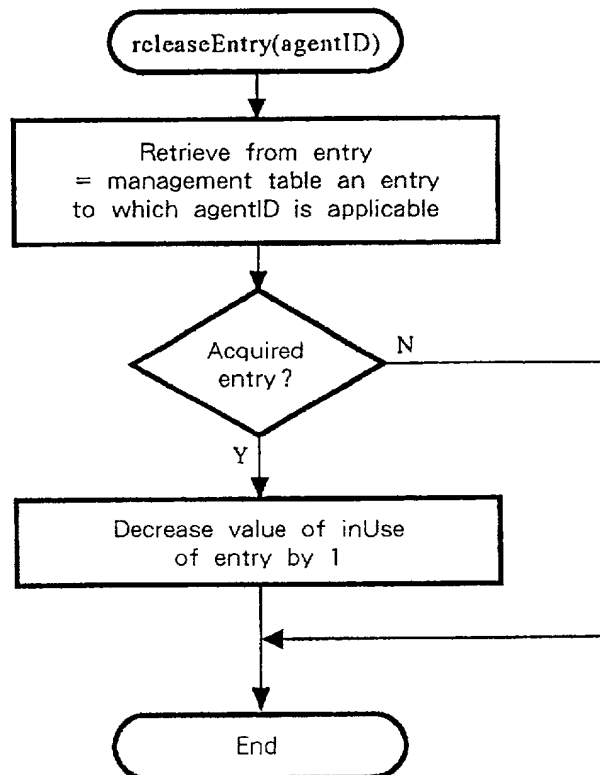 releaseEntry(agentID)
Retrieve from entry
= management table an entry
to which agentID is applicable
Acquired
entry?
N
Y
Decrease value of inUse
of entry by 1
End